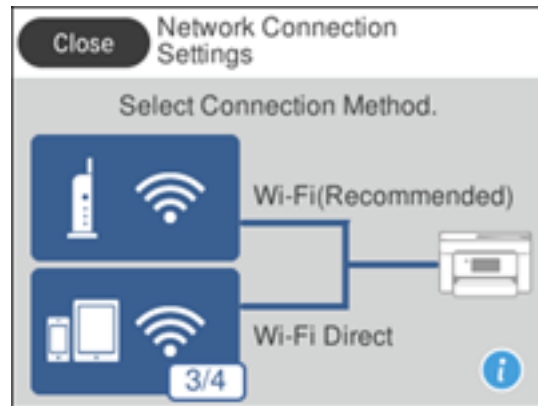 Close
Network Connection
Settings
Select Connection Method.
Wi-Fi(Recommended)
Wi-Fi Direct
3/4
i